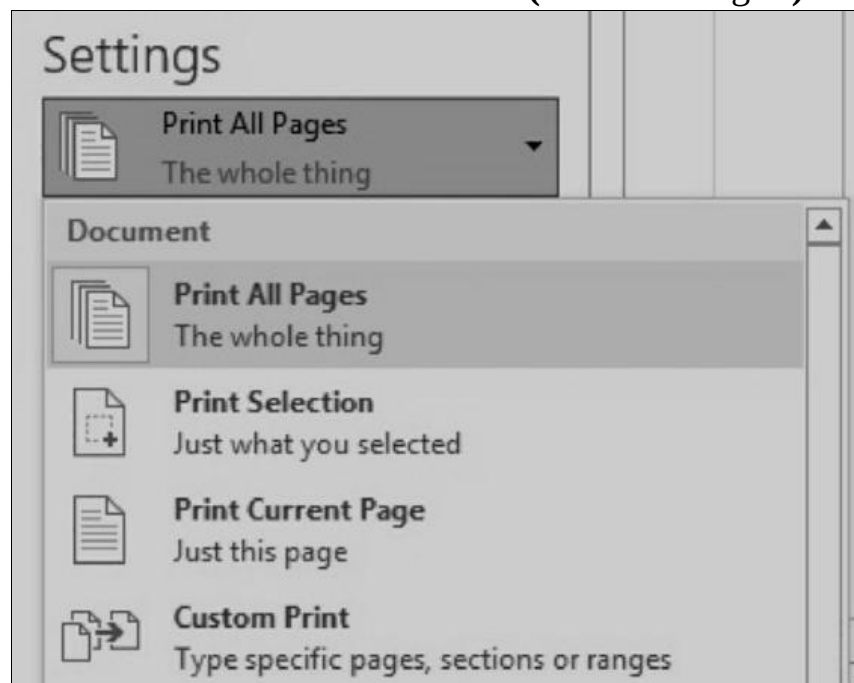 Settings
Print All Pages
The whole thing
Document
Print All Pages
The whole thing
Print Selection
Just what you selected
Print Current Page
Just this page
Custom Print
Type specific pages, sections or ranges